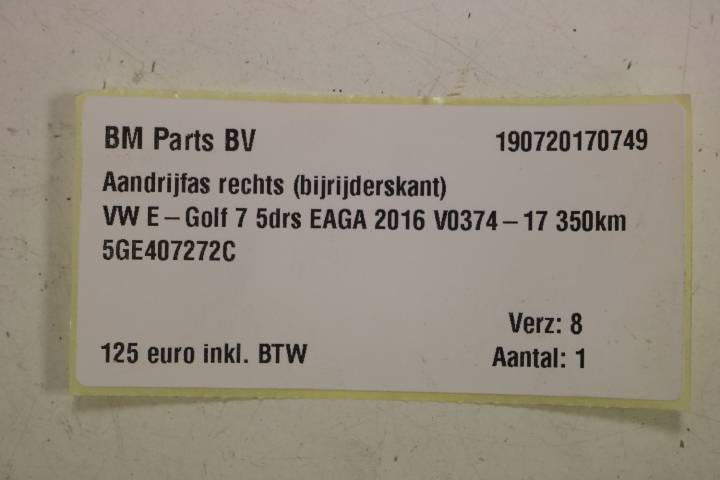 BM Parts BV 190720170749
Aandrijfas rechts (bijrijderskant)
VW E-Golf 7 5drs EAGA 2016 V0374-17 350km
5GE407272C
Verz: 8
125 euro inkl. BTW Aantal: 1